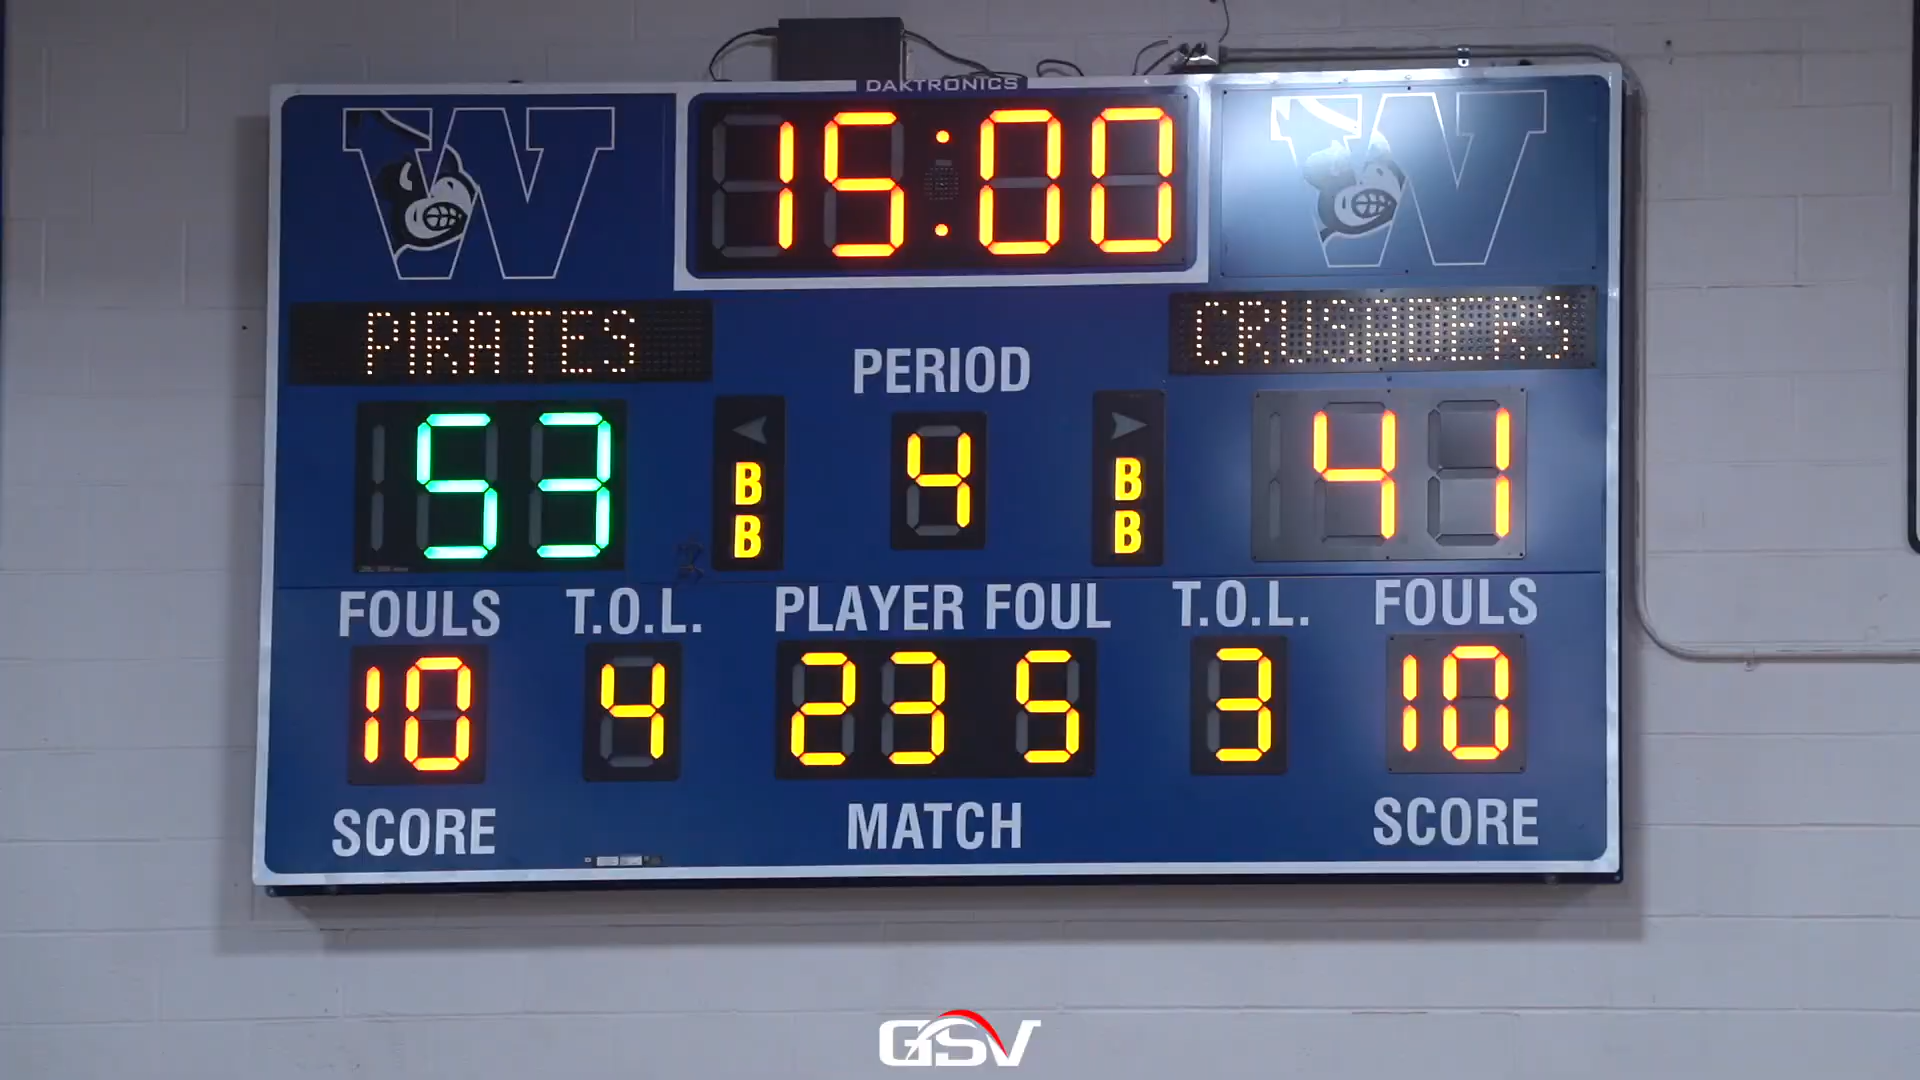 DAKTRONICS
W W
15:00
PIRATES CRUSADERS
PERIOD
53 B B 4 B B 41
FOULS T.O.L. PLAYER FOUL T.O.L. FOULS
10 4 23 5 3 10
SCORE MATCH SCORE
GSV